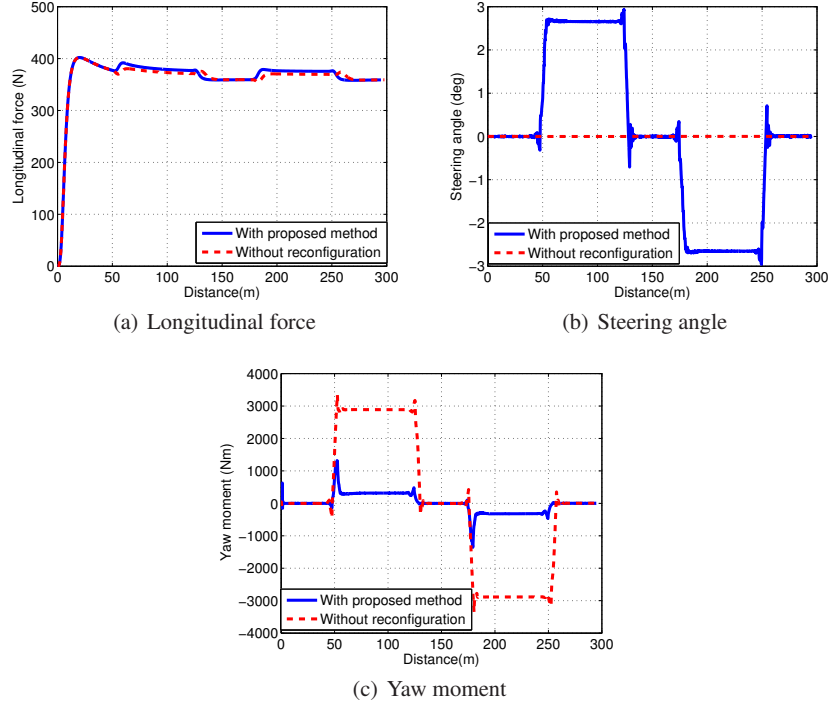 500
400
300
200
100
0
Longitudinal force (N)
With proposed method
Without reconfiguration
0 50 100 150 200 250 300
Distance(m)
(a) Longitudinal force
3
2
1
0
−1
−2
−3
Steering angle (deg)
With proposed method
Without reconfiguration
0 50 100 150 200 250 300
Distance(m)
(b) Steering angle
4000
3000
2000
1000
0
−1000
−2000
−3000
−4000
Yaw moment (Nm)
With proposed method
Without reconfiguration
0 50 100 150 200 250 300
Distance(m)
(c) Yaw moment